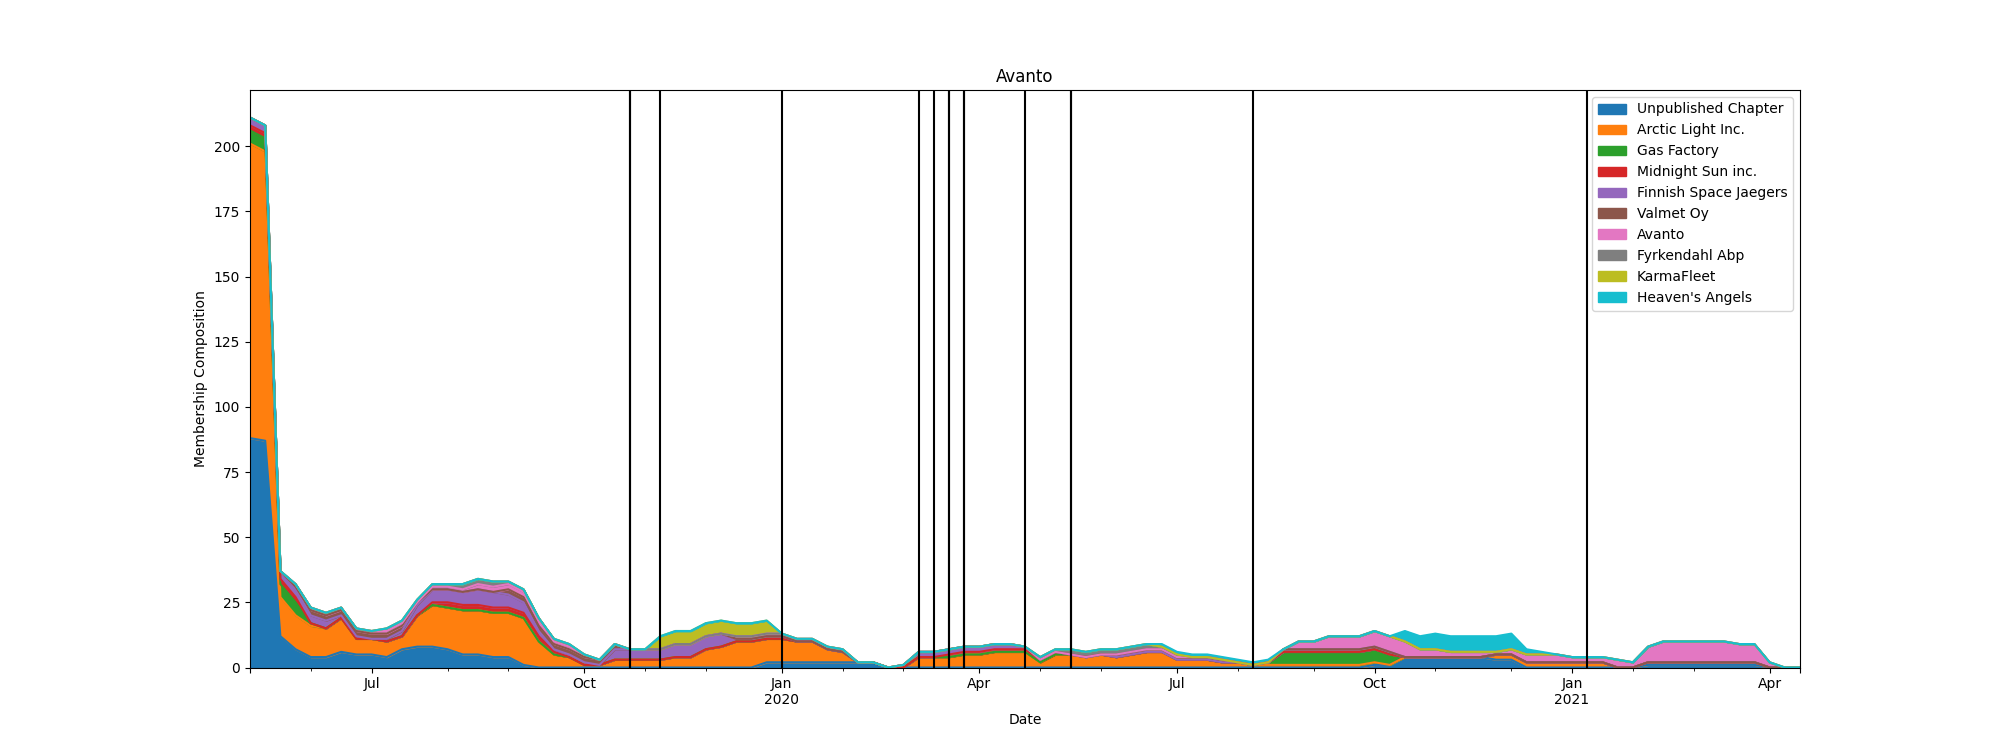 Avanto
Membership Composition
200
175
150
125
100
75
50
25
0
Unpublished Chapter
Arctic Light Inc.
Gas Factory
Midnight Sun inc.
Finnish Space Jaegers
Valmet Oy
Avanto
Fyrkendahl Abp
KarmaFleet
Heaven's Angels
Jul
Oct
Jan
2020
Apr
Jul
Oct
Jan
2021
Apr
Date